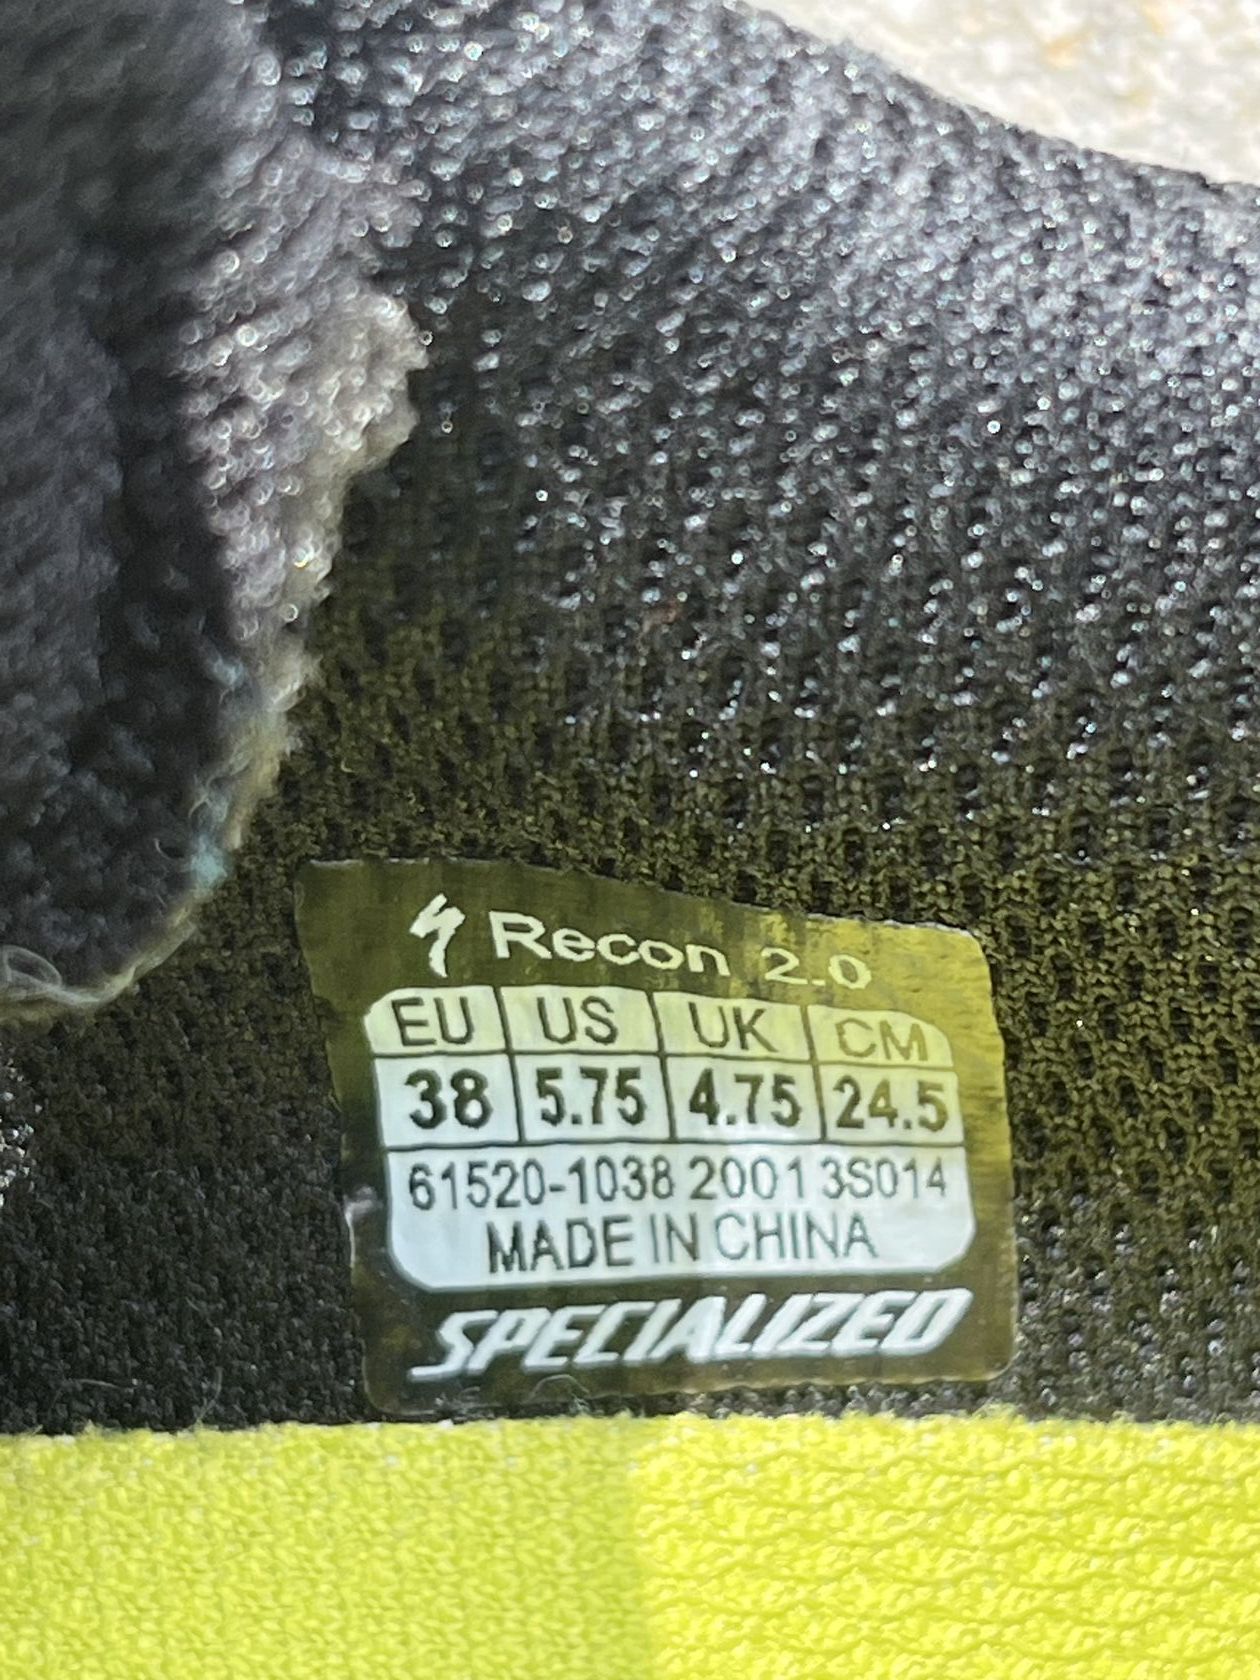 Recon 2.0
EU US UK CM
38 5.75 4.75 24.5
61520-1038 2001 3S014
MADE IN CHINA
SPECIALIZED